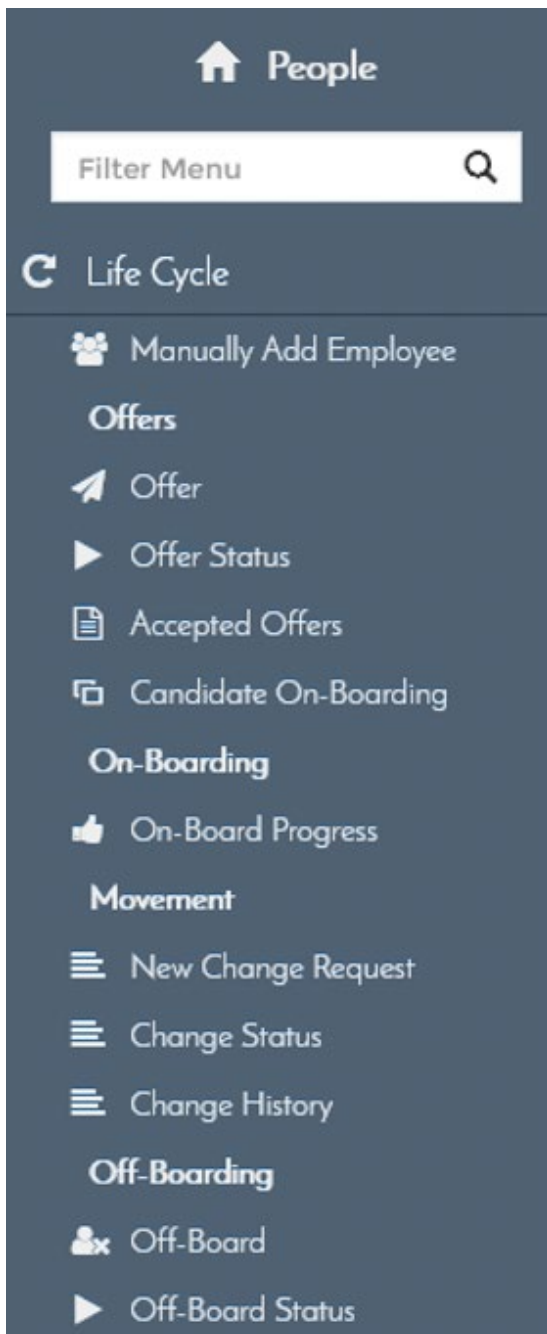 People
Filter Menu
Life Cycle
Manually Add Employee
Offers
Offer
Offer Status
Accepted Offers
Candidate On-Boarding
On-Boarding
On-Board Progress
Movement
New Change Request
Change Status
Change History
Off-Boarding
Off-Board
Off-Board Status